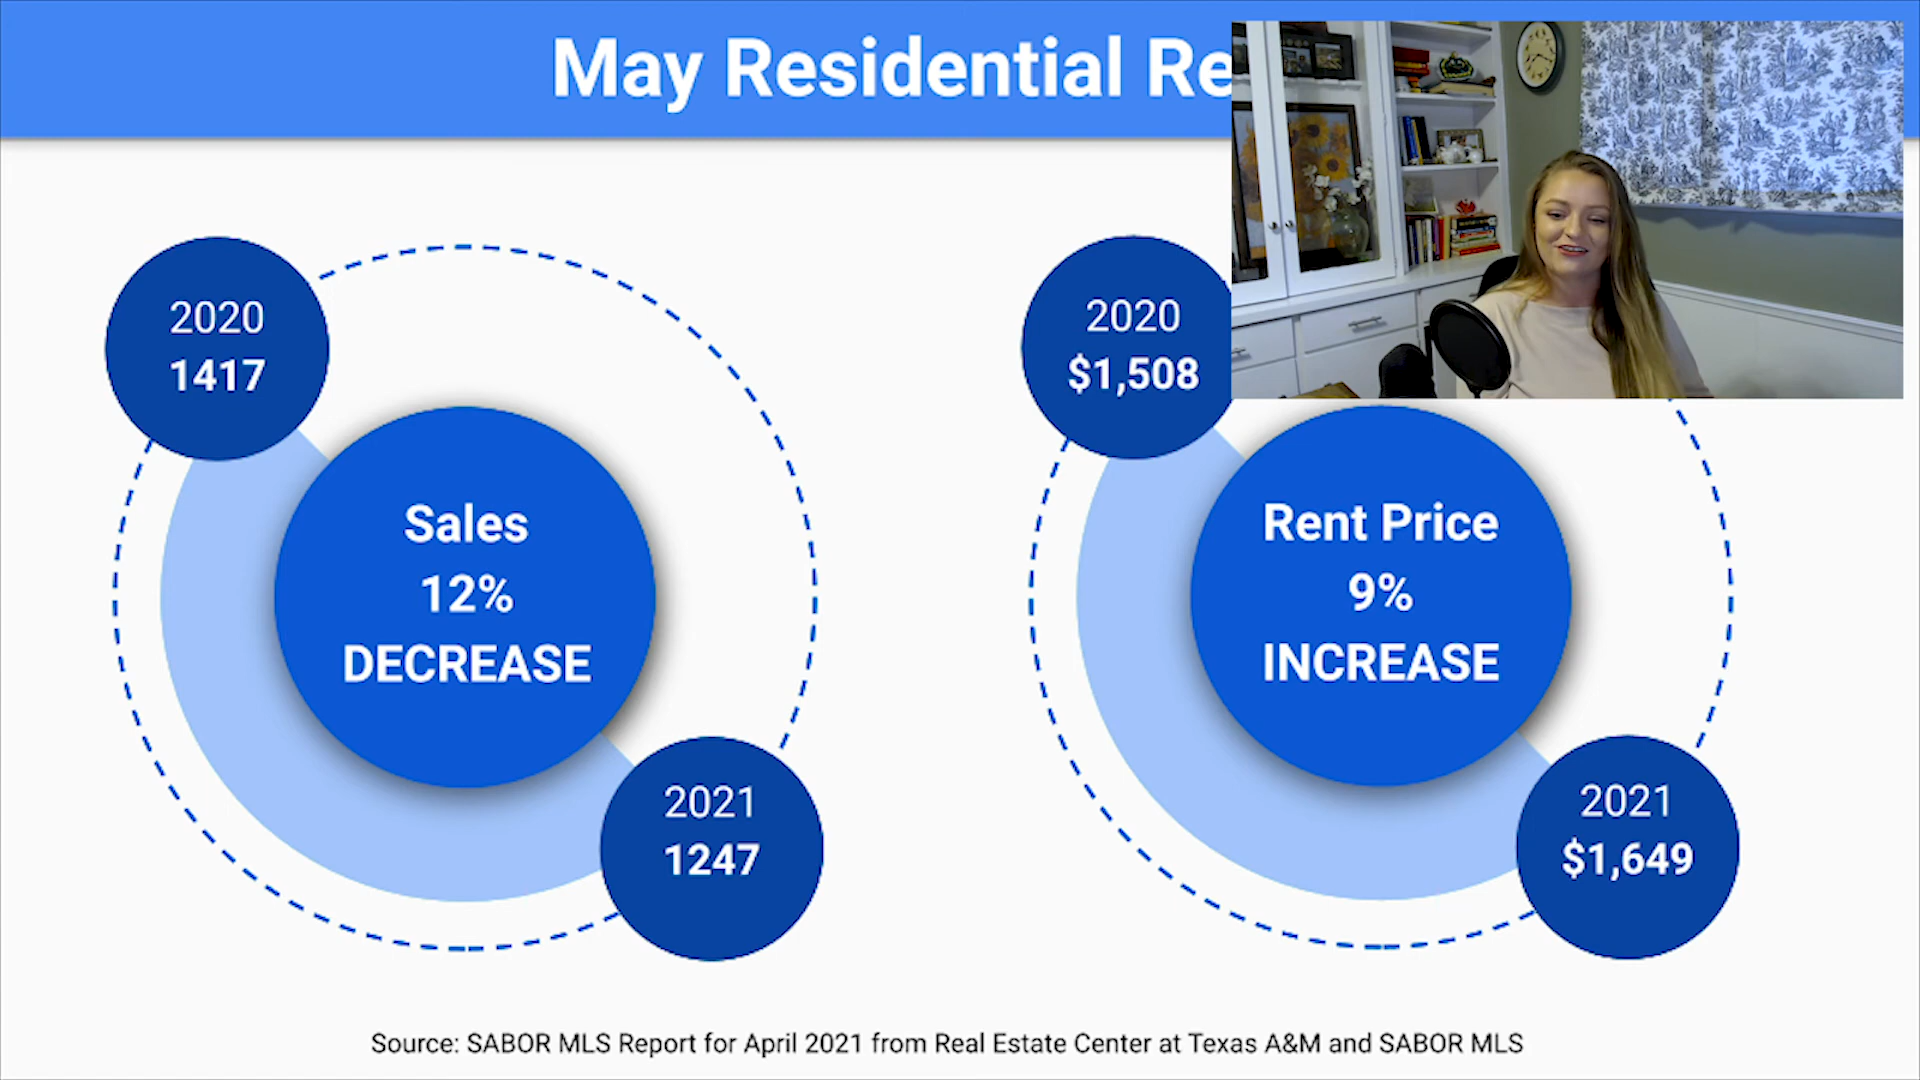 May Residential Re
2020
1417
Sales
12%
DECREASE
2021
1247
2020
$1,508
Rent Price
9%
INCREASE
2021
$1,649
Source: SABOR MLS Report for April 2021 from Real Estate Center at Texas A&M and SABOR MLS